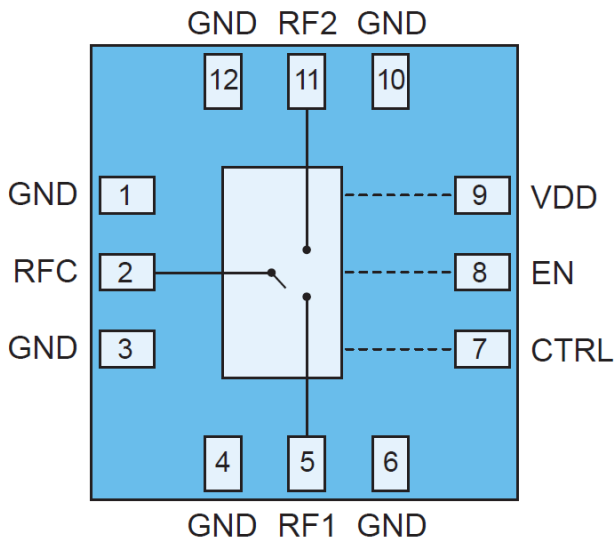 GND RF2 GND
12 11 10
GND 1 9 VDD
RFC 2 8 EN
GND 3 7 CTRL
4 5 6
GND RF1 GND